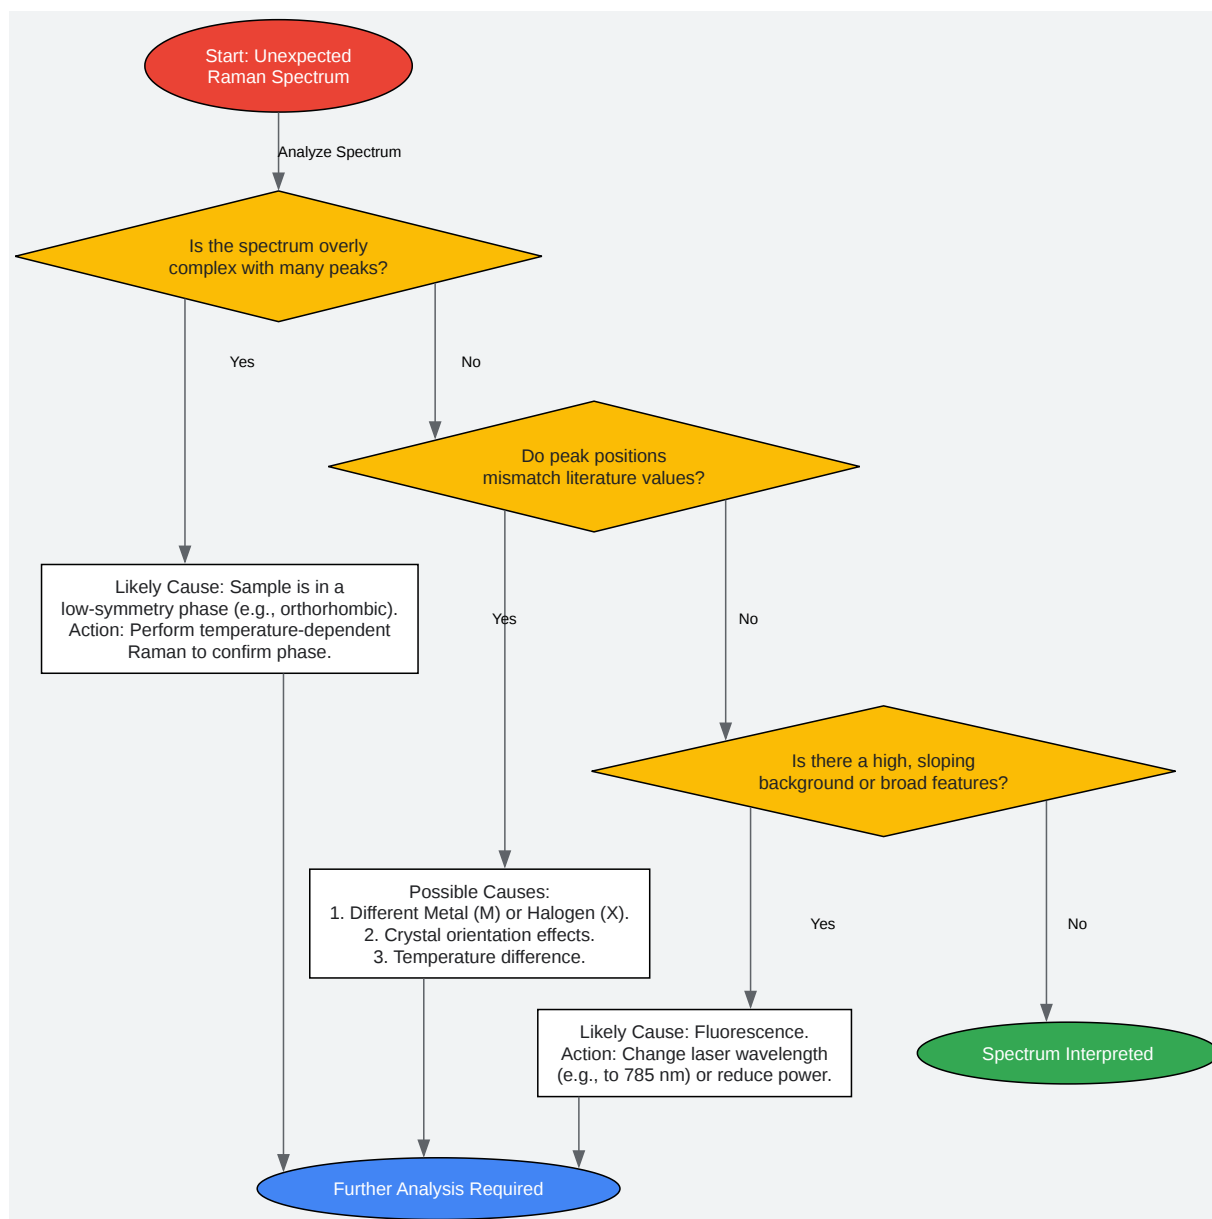 Start: Unexpected
Raman Spectrum
Analyze Spectrum
Is the spectrum overly
complex with many peaks?
Yes
No
Do peak positions
mismatch literature values?
Likely Cause: Sample is in a
low-symmetry phase (e.g., orthorhombic).
Action: Perform temperature-dependent
Raman to confirm phase.
Yes
No
Is there a high, sloping
background or broad features?
Possible Causes:
1. Different Metal (M) or Halogen (X).
2. Crystal orientation effects.
3. Temperature difference.
Yes
No
Likely Cause: Fluorescence.
Action: Change laser wavelength
(e.g., to 785 nm) or reduce power.
Spectrum Interpreted
Further Analysis Required